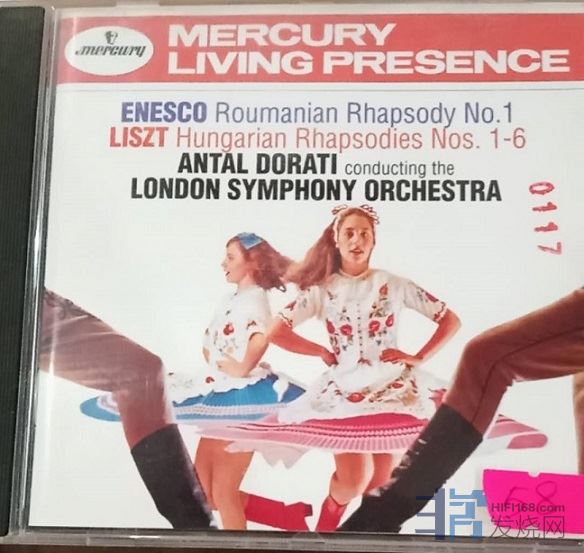 mercury
MERCURY
LIVING PRESENCE
ENESCO Roumanian Rhapsody No.1
LISZT Hungarian Rhapsodies Nos. 1-6
ANTAL DORATI conducting the
LONDON SYMPHONY ORCHESTRA
0117
58
HIFI168.com
发烧网